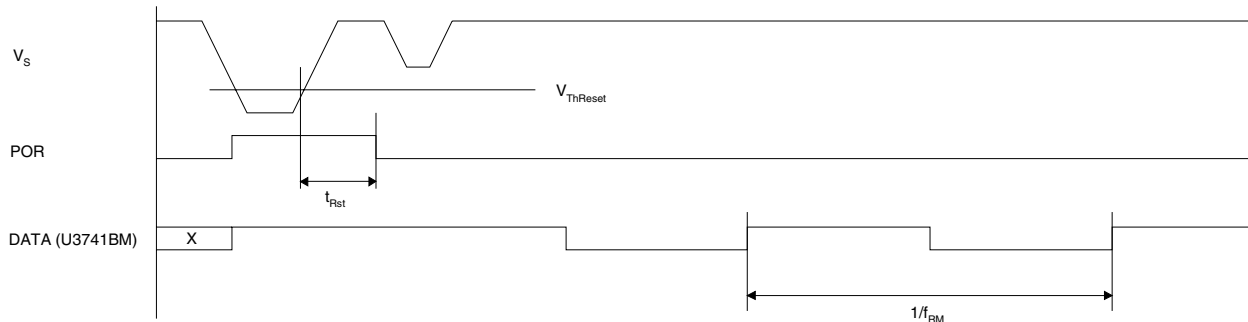 V_S
V_ThReset
POR
t_Rst
DATA (U3741BM)
X
1/f_RM